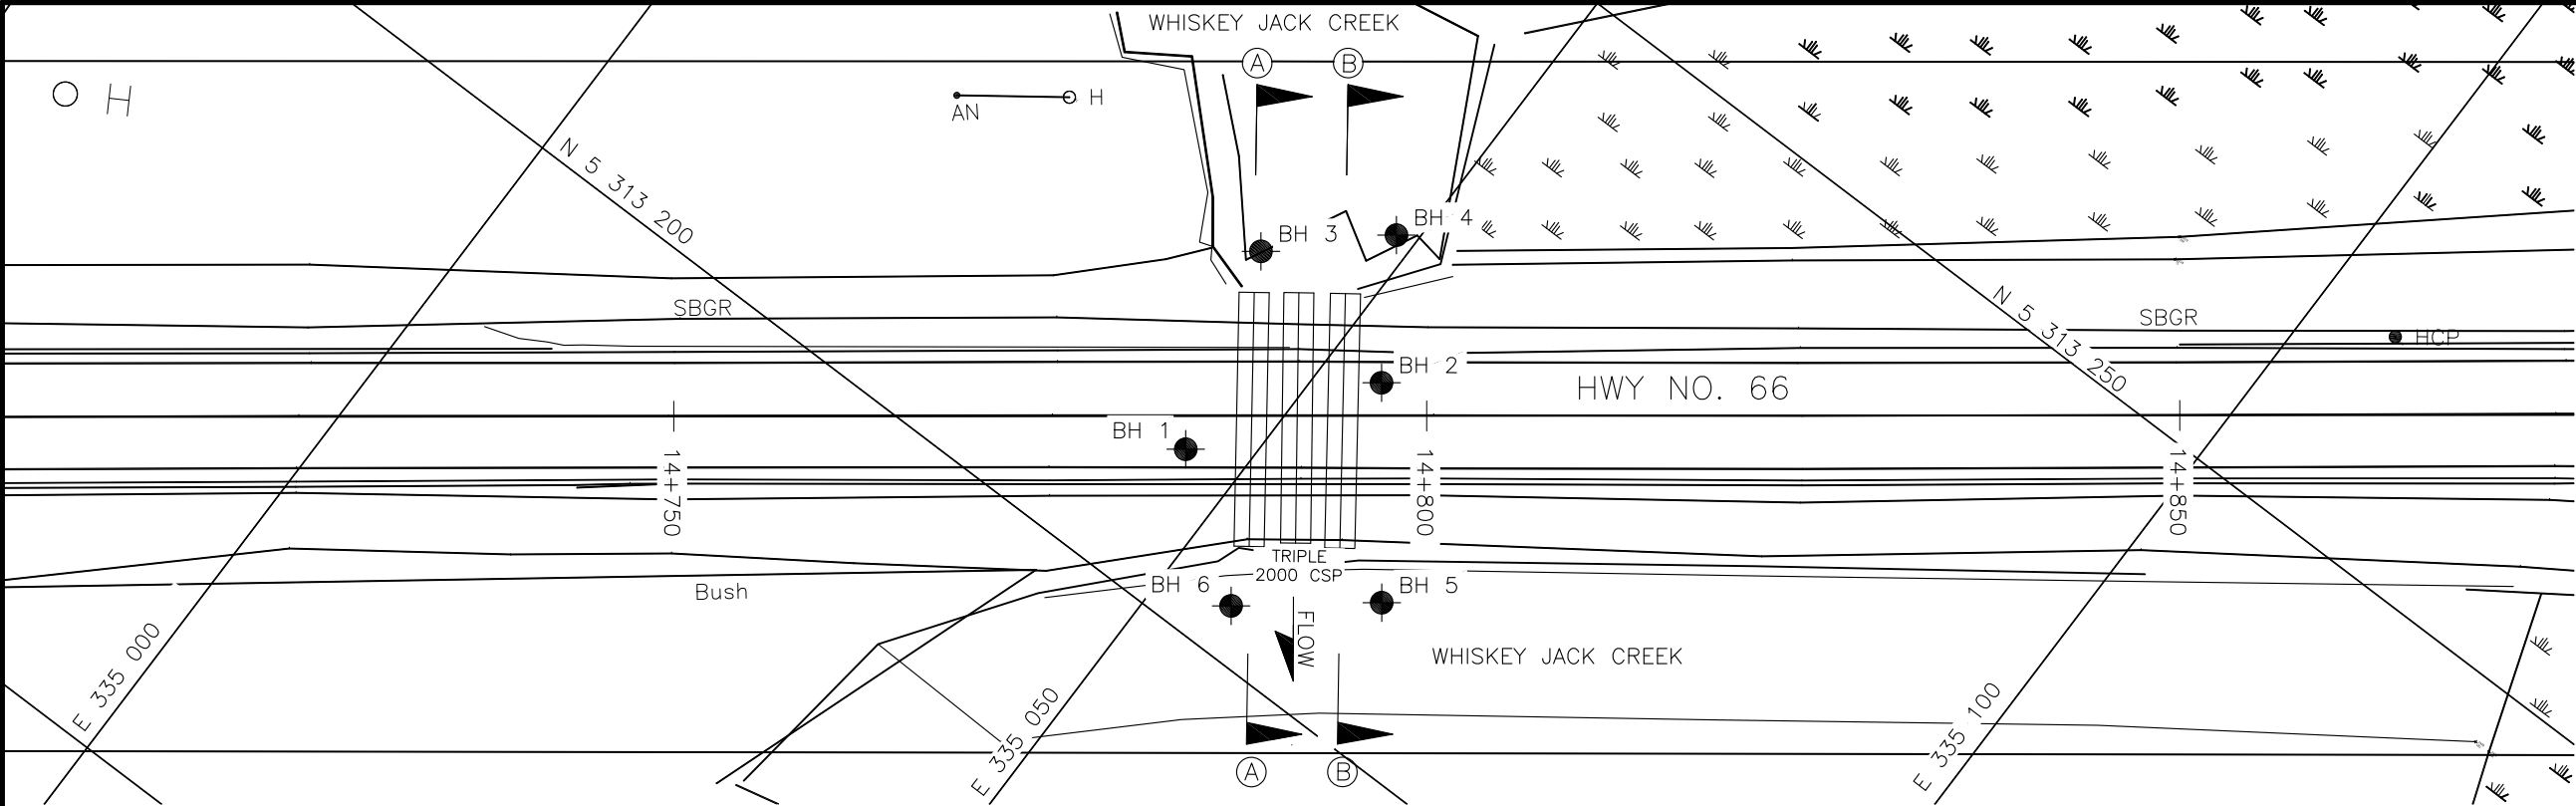 WHISKEY JACK CREEK
A B
H
AN H
N 5 313 200
BH 3
BH 4
SBGR
N 5 313 250
SBGR
HCP
BH 2
HWY NO. 66
BH 1
14+750
14+800
14+850
TRIPLE
2000 CSP
Bush
BH 6
BH 5
FLOW
WHISKEY JACK CREEK
E 335 000
E 335 050
E 335 100
A B